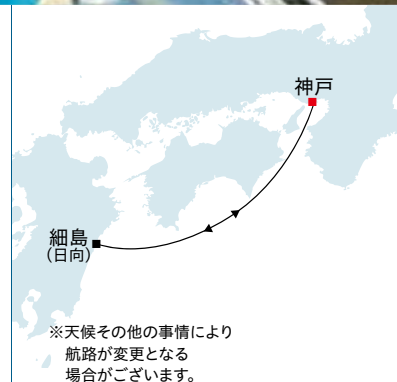 神戸
細島
(日向)
※天候その他の事情により
航路が変更となる
場合がございます。